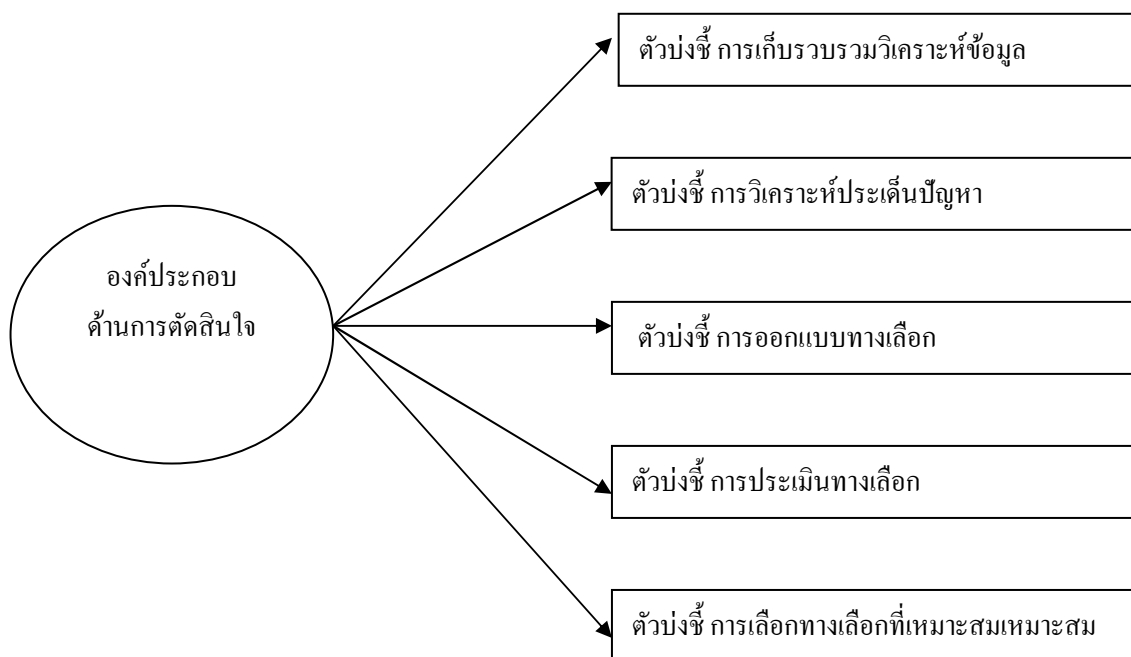 ตัวบ่งชี้ การเก็บรวบรวมวิเคราะห์ข้อมูล
ตัวบ่งชี้ การวิเคราะห์ประเด็นปัญหา
องค์ประกอบ
ด้านการตัดสินใจ
ตัวบ่งชี้ การออกแบบทางเลือก
ตัวบ่งชี้ การประเมินทางเลือก
ตัวบ่งชี้ การเลือกทางเลือกที่เหมาะสมเหมาะสม